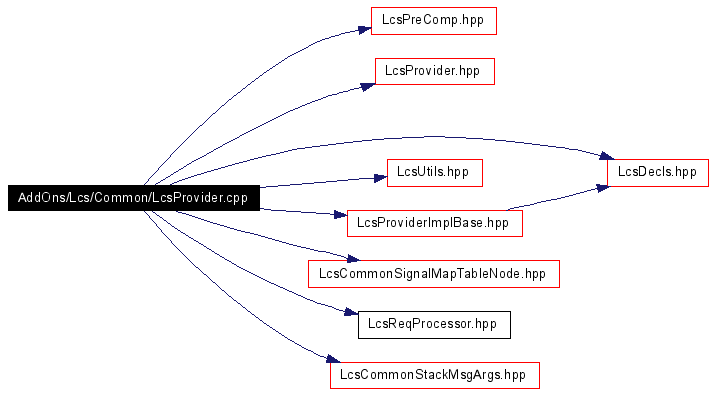 LcsPreComp.hpp
LcsProvider.hpp
LcsUtils.hpp
LcsDecls.hpp
AddOns/Lcs/Common/LcsProvider.cpp
LcsProviderImplBase.hpp
LcsCommonSignalMapTableNode.hpp
LcsReqProcessor.hpp
LcsCommonStackMsgArgs.hpp